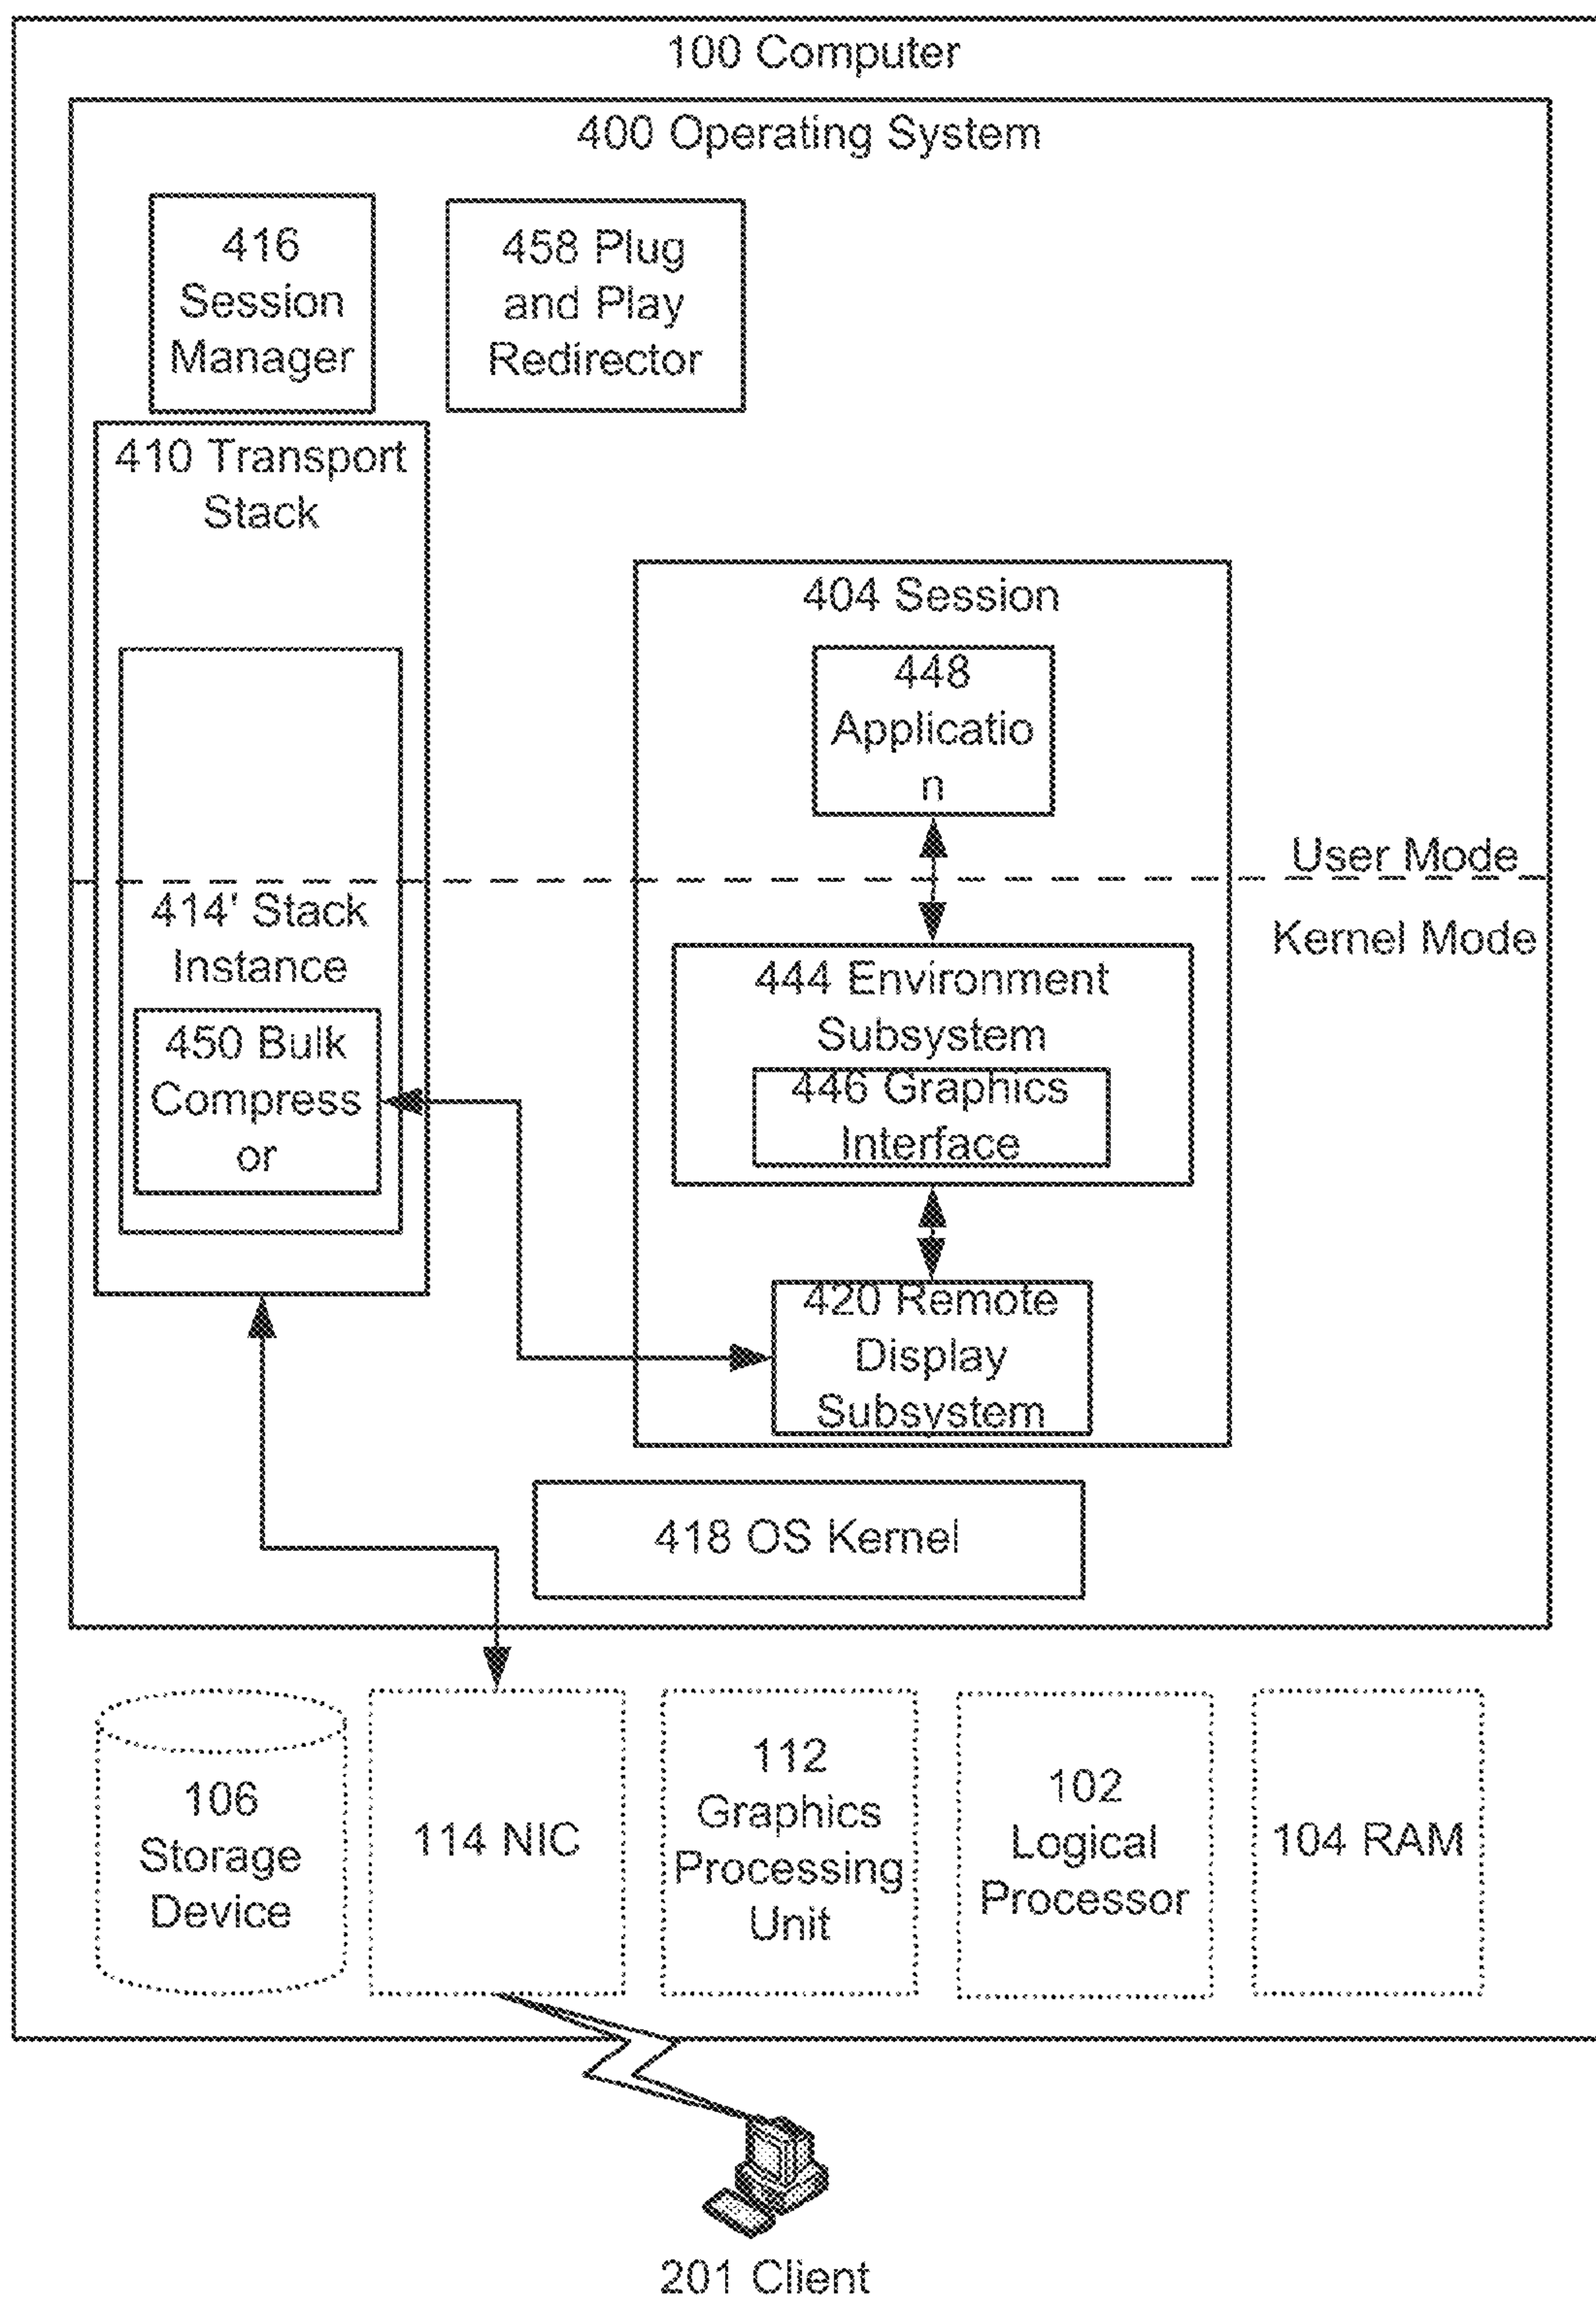 100 Computer
400 Operating System
416
Session
Manager
458 Plug
and Play
Redirector
410 Transport
Stack
404 Session
448
Applicatio
n
User Mode
Kernel Mode
414' Stack
Instance
450 Bulk
Compress
or
444 Environment
Subsystem
446 Graphics
Interface
420 Remote
Display
Subsystem
418 OS Kernel
106
Storage
Device
114 NIC
112
Graphics
Processing
Unit
102
Logical
Processor
104 RAM
201 Client